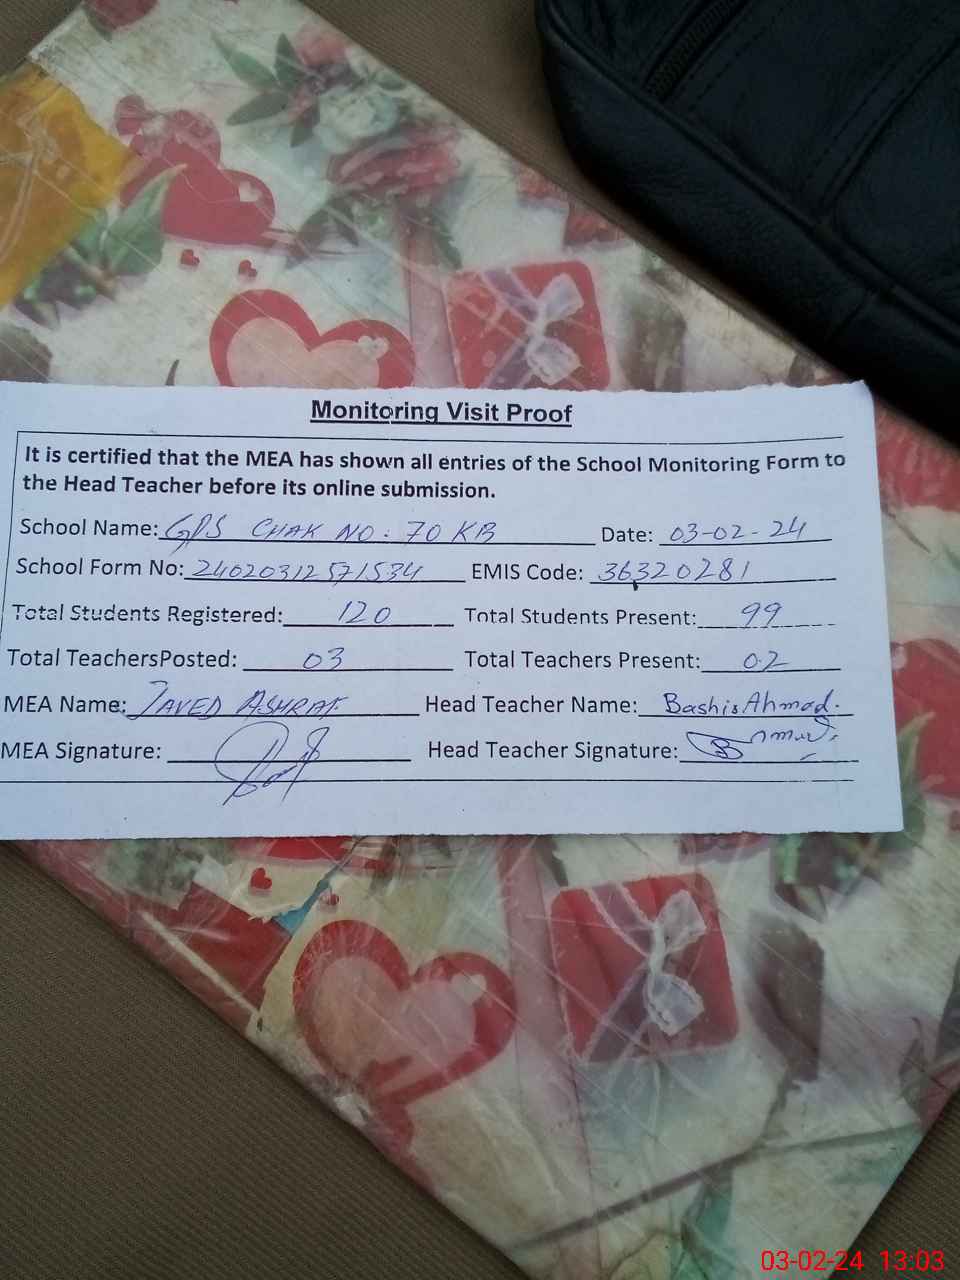 Monitoring Visit Proof
It is certified that the MEA has shown all entries of the School Monitoring Form to
the Head Teacher before its online submission.
School Name: GPS CHAK NO: 70 KB Date: 03-02-24
School Form No: 24020312571534 EMIS Code: 36320281
Total Students Registered: 120 Total Students Present: 99
Total TeachersPosted: 03 Total Teachers Present: 02
MEA Name: JAVED ASHRAF Head Teacher Name: Bashir Ahmad.
MEA Signature: Head Teacher Signature:
03-02-24 13:03